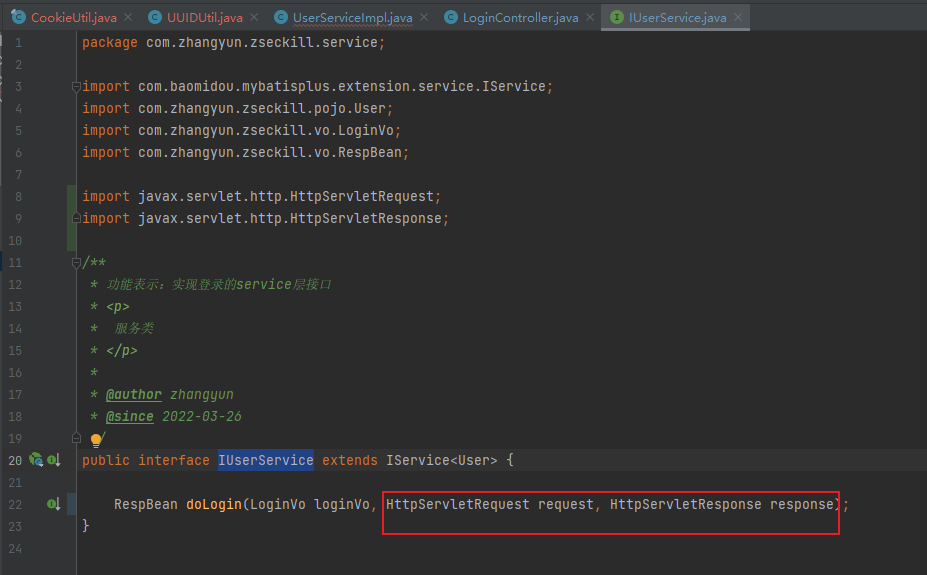 CookieUtil.java UUIDUtil.java UserServiceImpl.java LoginController.java IUserService.java
1 package com.zhangyun.zseckill.service;
2
3 import com.baomidou.mybatisplus.extension.service.IService;
4 import com.zhangyun.zseckill.pojo.User;
5 import com.zhangyun.zseckill.vo.LoginVo;
6 import com.zhangyun.zseckill.vo.RespBean;
7
8 import javax.servlet.http.HttpServletRequest;
9 import javax.servlet.http.HttpServletResponse;
10
11 /**
12 * 功能表示：实现登录的service层接口
13 * <p>
14 * 服务类
15 * </p>
16 *
17 * @author zhangyun
18 * @since 2022-03-26
19 */
20 public interface IUserService extends IService<User> {
21
22 RespBean doLogin(LoginVo loginVo, HttpServletRequest request, HttpServletResponse response);
23 }
24